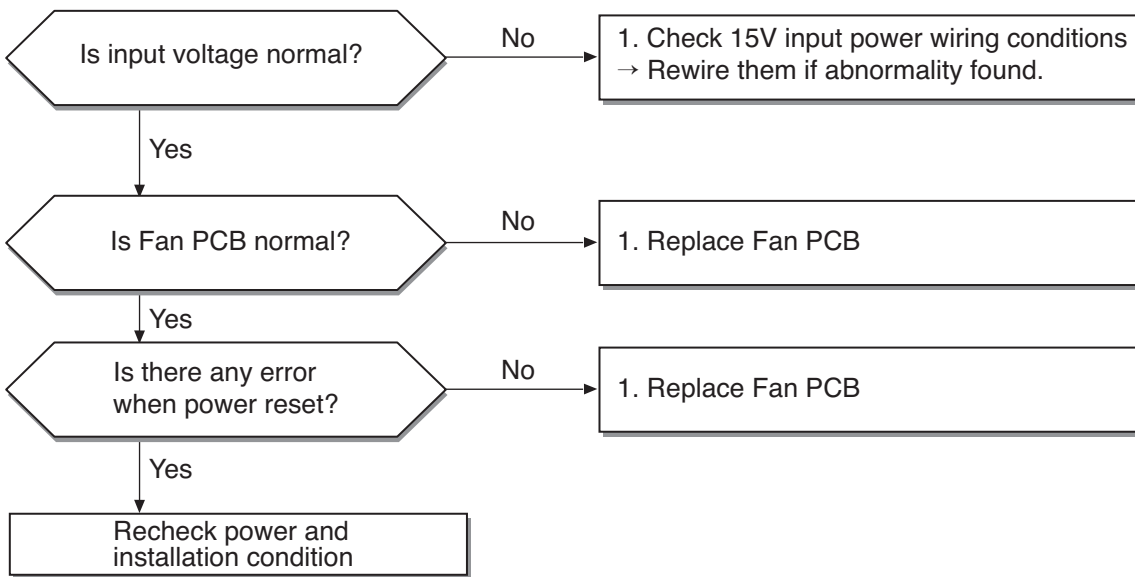 Is input voltage normal?
No
1. Check 15V input power wiring conditions
→ Rewire them if abnormality found.
Yes
Is Fan PCB normal?
No
1. Replace Fan PCB
Yes
Is there any error
when power reset?
No
1. Replace Fan PCB
Yes
Recheck power and
installation condition